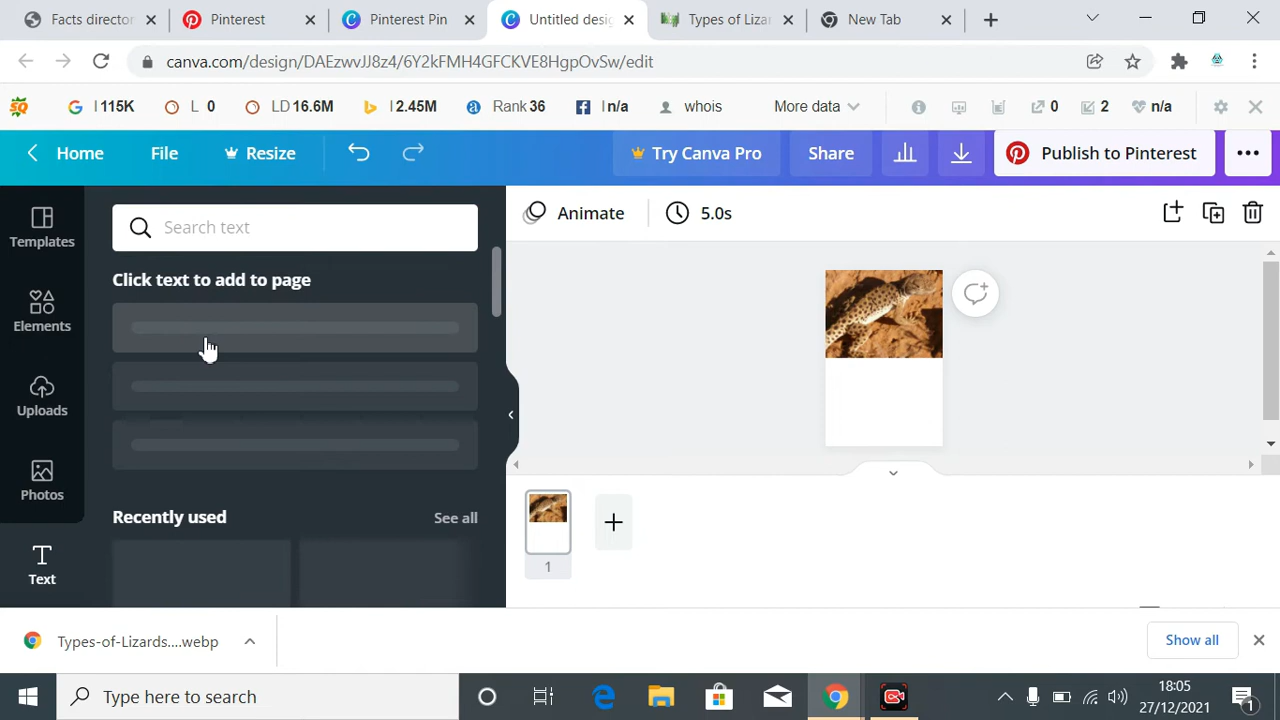 Facts director
Pinterest
Pinterest Pin
Untitled desig
Types of Liza
New Tab
canva.com/design/DAEzwvJJ8z4/6Y2kFMH4GFCKVE8HgpOvSw/edit
SQ
I 115K
L 0
LD 16.6M
I 2.45M
Rank 36
I n/a
whois
More data
0
2
n/a
Home
File
Resize
Try Canva Pro
Share
Publish to Pinterest
Templates
Elements
Uploads
Photos
Text
Search text
Click text to add to page
Recently used
See all
Animate
5.0s
1
Types-of-Lizards....webp
Show all
Type here to search
18:05
27/12/2021
1